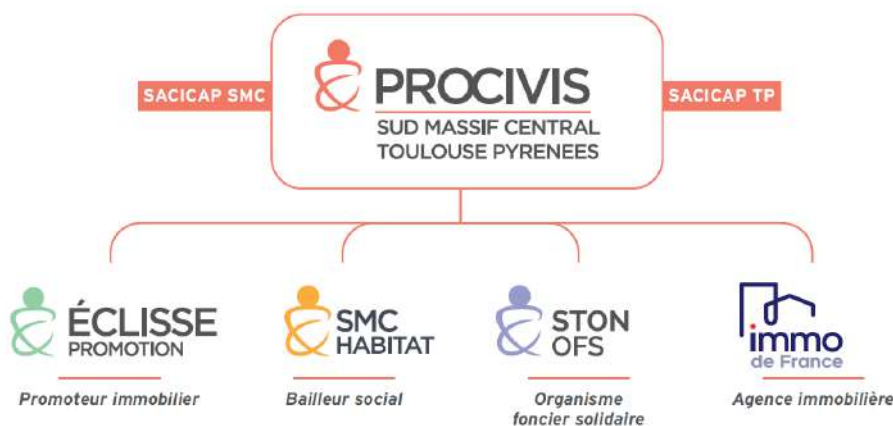 SACICAP SMC
PROCIVIS
SUD MASSIF CENTRAL
TOULOUSE PYRENEES
SACICAP TP
ÉCLISSE
PROMOTION
Promoteur immobilier
SMC
HABITAT
Bailleur social
STON
OFS
Organisme
foncier solidaire
immo
de France
Agence immobilière